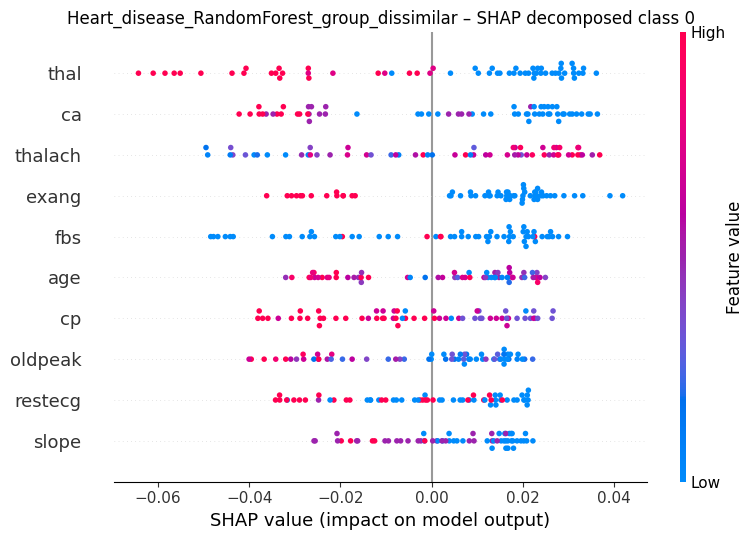 Heart_disease_RandomForest_group_dissimilar – SHAP decomposed class 0
High
thal
ca
thalach
exang
fbs
age
cp
oldpeak
restecg
slope
Feature value
Low
−0.06 −0.04 −0.02 0.00 0.02 0.04
SHAP value (impact on model output)